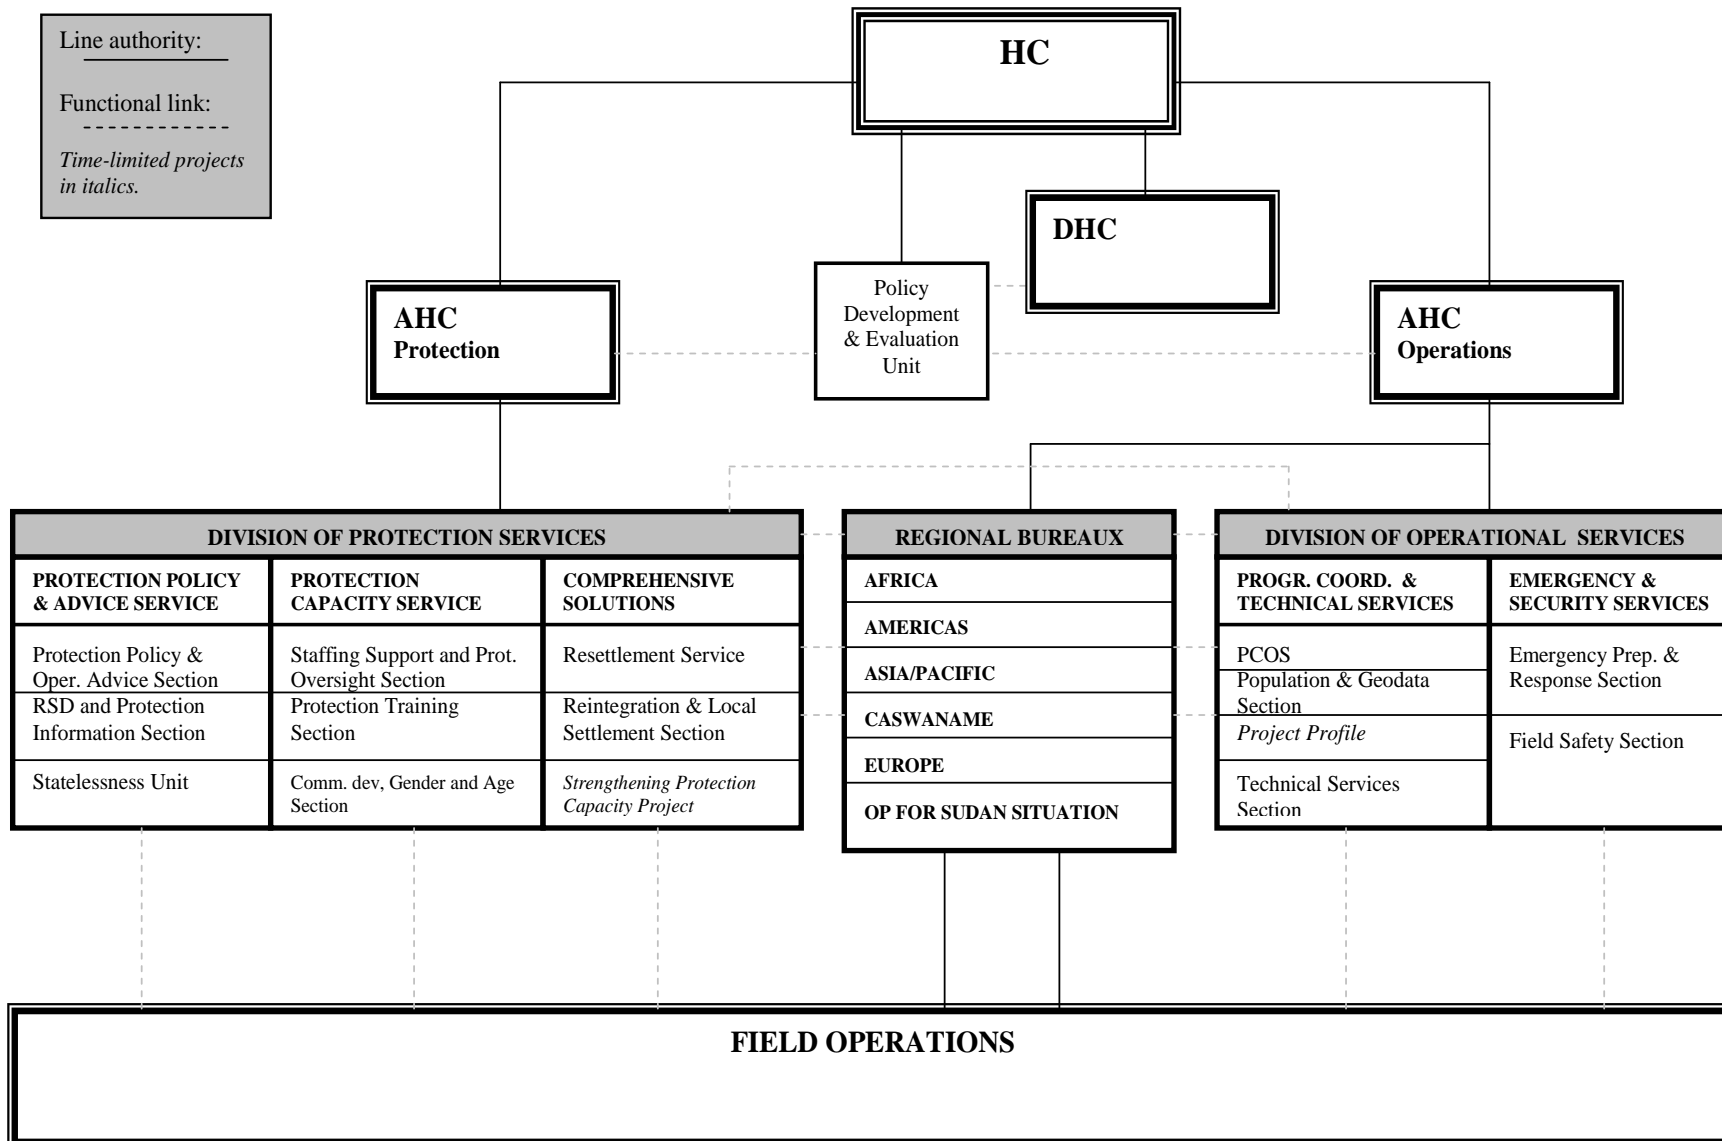 Line authority:
Functional link:
Time-limited projects
in italics.
HC
DHC
Policy
Development
& Evaluation
Unit
AHC
Protection
AHC
Operations
DIVISION OF PROTECTION SERVICES
PROTECTION POLICY
& ADVICE SERVICE
PROTECTION
CAPACITY SERVICE
COMPREHENSIVE
SOLUTIONS
Protection Policy &
Oper. Advice Section
RSD and Protection
Information Section
Statelessness Unit
Staffing Support and Prot.
Oversight Section
Protection Training
Section
Comm. dev, Gender and Age
Section
Resettlement Service
Reintegration & Local
Settlement Section
Strengthening Protection
Capacity Project
REGIONAL BUREAUX
AFRICA
AMERICAS
ASIA/PACIFIC
CASWANAME
EUROPE
OP FOR SUDAN SITUATION
DIVISION OF OPERATIONAL SERVICES
PROGR. COORD. &
TECHNICAL SERVICES
EMERGENCY &
SECURITY SERVICES
PCOS
Population & Geodata
Section
Project Profile
Technical Services
Section
Emergency Prep. &
Response Section
Field Safety Section
FIELD OPERATIONS